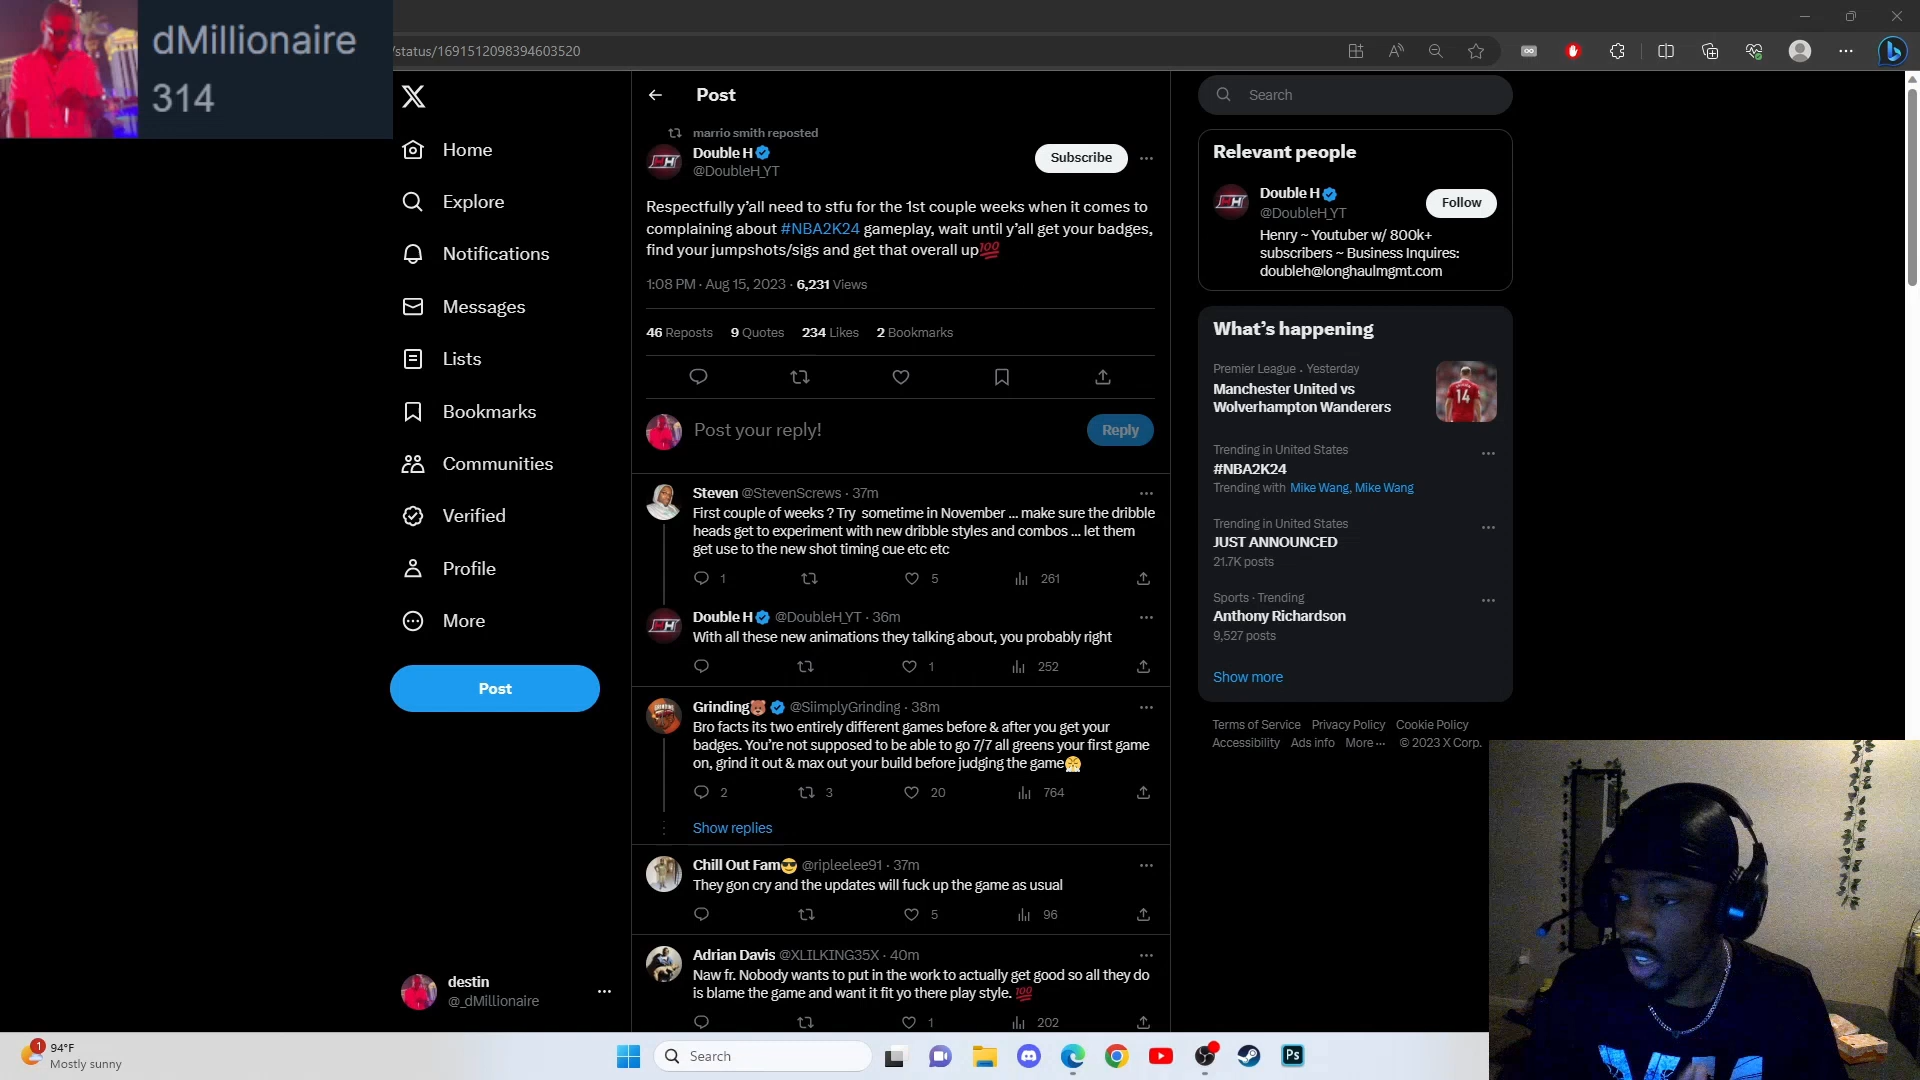 dMillionaire
314
/status/1691512098394603520
Home
Explore
Notifications
Messages
Lists
Bookmarks
Communities
Verified
Profile
More
Post
destin
@_dMillionaire
Post
marrio smith reposted
Double H
@DoubleH_YT
Subscribe
Respectfully y'all need to stfu for the 1st couple weeks when it comes to
complaining about #NBA2K24 gameplay, wait until y'all get your badges,
find your jumpshots/sigs and get that overall up💯
1:08 PM · Aug 15, 2023 · 6,231 Views
46 Reposts 9 Quotes 234 Likes 2 Bookmarks
Post your reply!
Reply
Steven @StevenScrews · 37m
First couple of weeks ? Try sometime in November ... make sure the dribble
heads get to experiment with new dribble styles and combos ... let them
get use to the new shot timing cue etc etc
1 5 261
Double H @DoubleH_YT · 36m
With all these new animations they talking about, you probably right
1 252
Grinding🐻 @SiimplyGrinding · 38m
Bro facts its two entirely different games before & after you get your
badges. You're not supposed to be able to go 7/7 all greens your first game
on, grind it out & max out your build before judging the game😤
2 3 20 764
Show replies
Chill Out Fam😎 @ripleelee91 · 37m
They gon cry and the updates will fuck up the game as usual
5 96
Adrian Davis @XLILKING35X · 40m
Naw fr. Nobody wants to put in the work to actually get good so all they do
is blame the game and want it fit yo there play style. 💯
1 202
Search
Relevant people
Double H
@DoubleH_YT
Follow
Henry ~ Youtuber w/ 800k+
subscribers ~ Business Inquires:
doubleh@longhaulmgmt.com
What's happening
Premier League · Yesterday
Manchester United vs
Wolverhampton Wanderers
14
Trending in United States
#NBA2K24
Trending with Mike Wang, Mike Wang
Trending in United States
JUST ANNOUNCED
21.7K posts
Sports · Trending
Anthony Richardson
9,527 posts
Show more
Terms of Service Privacy Policy Cookie Policy
Accessibility Ads info More ··· © 2023 X Corp.
1
94°F
Mostly sunny
Search
Ps